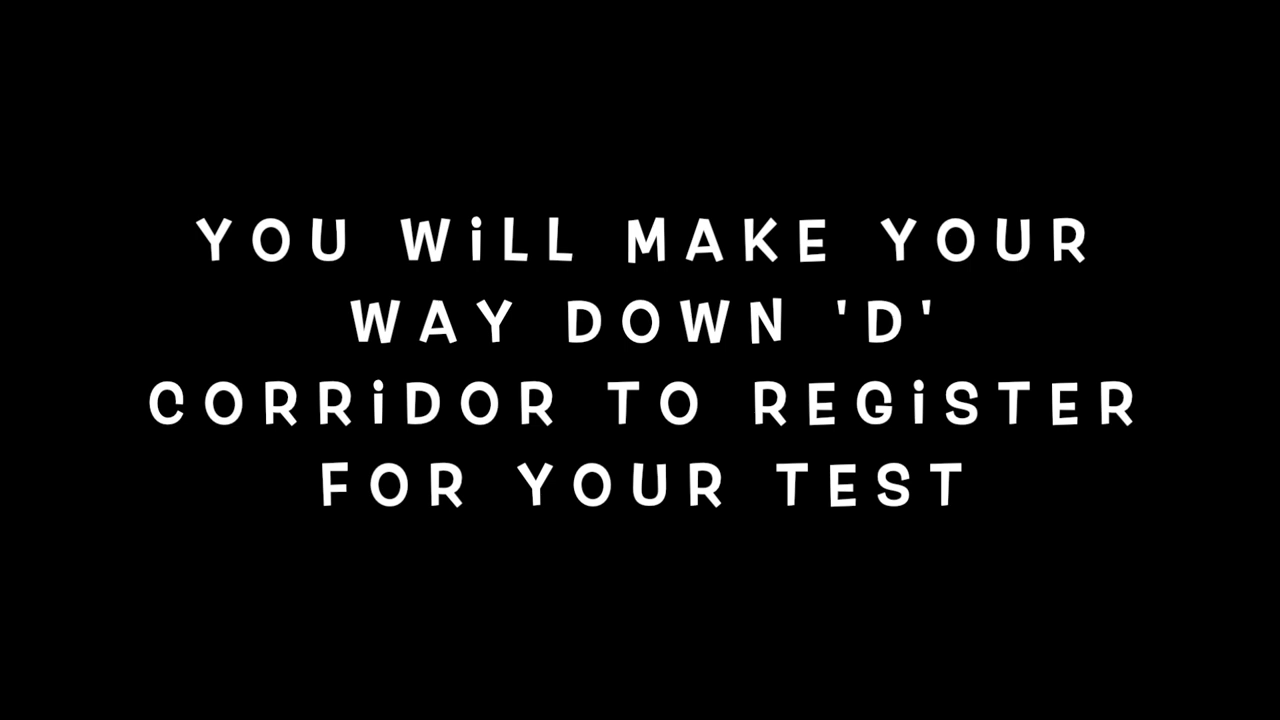 YOU WiLL MAKE YOUR
WAY DOWN 'D'
CORRiDOR TO REGiSTER
FOR YOUR TEST